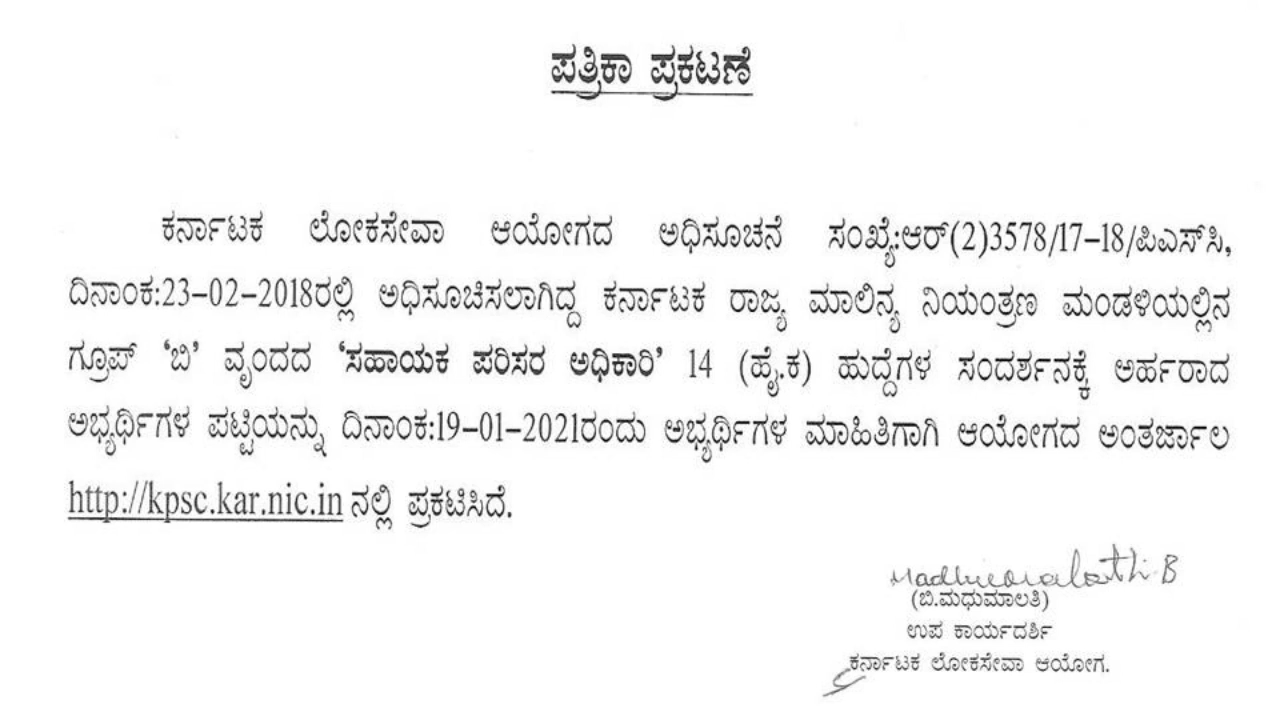 ಪತ್ರಿಕಾ ಪ್ರಕಟಣೆ
ಕರ್ನಾಟಕ ಲೋಕಸೇವಾ ಆಯೋಗದ ಅಧಿಸೂಚನೆ ಸಂಖ್ಯೆ:ಆರ್(2)3578/17-18/ಪಿಎಸ್‌ಸಿ,
ದಿನಾಂಕ:23-02-2018ರಲ್ಲಿ ಅಧಿಸೂಚಿಸಲಾಗಿದ್ದ ಕರ್ನಾಟಕ ರಾಜ್ಯ ಮಾಲಿನ್ಯ ನಿಯಂತ್ರಣ ಮಂಡಳಿಯಲ್ಲಿನ
ಗ್ರೂಪ್ ‘ಬಿ’ ವೃಂದದ ‘ಸಹಾಯಕ ಪರಿಸರ ಅಧಿಕಾರಿ’ 14 (ಹೈ.ಕ) ಹುದ್ದೆಗಳ ಸಂದರ್ಶನಕ್ಕೆ ಅರ್ಹರಾದ
ಅಭ್ಯರ್ಥಿಗಳ ಪಟ್ಟಿಯನ್ನು ದಿನಾಂಕ:19-01-2021ರಂದು ಅಭ್ಯರ್ಥಿಗಳ ಮಾಹಿತಿಗಾಗಿ ಆಯೋಗದ ಅಂತರ್ಜಾಲ
http://kpsc.kar.nic.in ನಲ್ಲಿ ಪ್ರಕಟಿಸಿದೆ.
Madhumalathi B
(ಬಿ.ಮಧುಮಾಲತಿ)
ಉಪ ಕಾರ್ಯದರ್ಶಿ
ಕರ್ನಾಟಕ ಲೋಕಸೇವಾ ಆಯೋಗ.